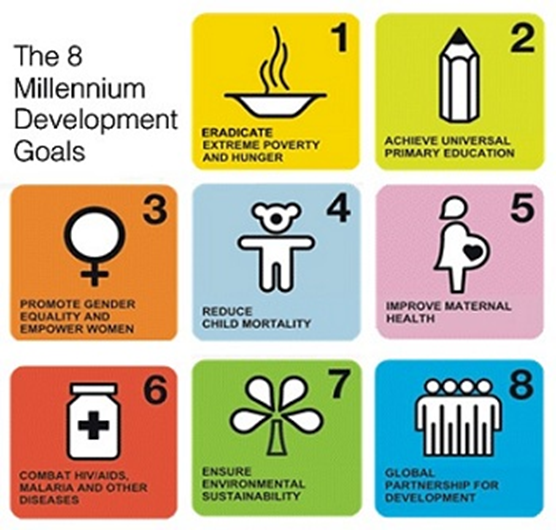 The 8
Millennium
Development
Goals
1
ERADICATE
EXTREME POVERTY
AND HUNGER
2
ACHIEVE UNIVERSAL
PRIMARY EDUCATION
3
PROMOTE GENDER
EQUALITY AND
EMPOWER WOMEN
4
REDUCE
CHILD MORTALITY
5
IMPROVE MATERNAL
HEALTH
6
COMBAT HIV/AIDS,
MALARIA AND OTHER
DISEASES
7
ENSURE
ENVIRONMENTAL
SUSTAINABILITY
8
GLOBAL
PARTNERSHIP FOR
DEVELOPMENT